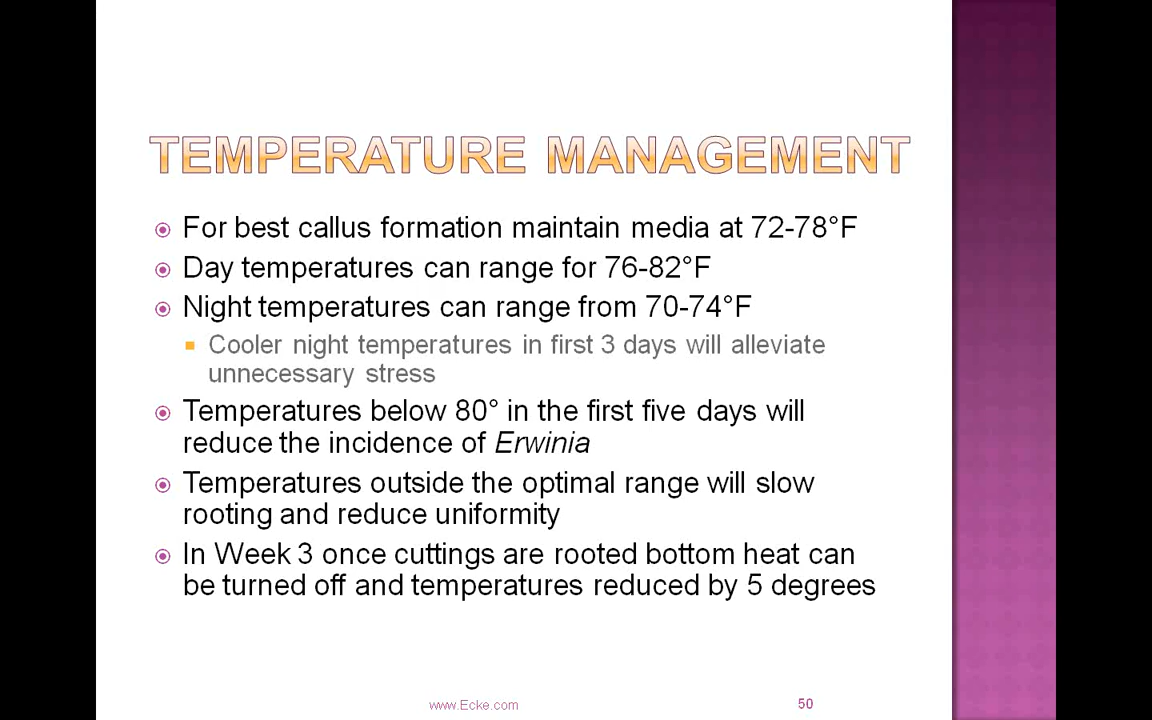 TEMPERATURE MANAGEMENT
For best callus formation maintain media at 72-78°F
Day temperatures can range for 76-82°F
Night temperatures can range from 70-74°F
Cooler night temperatures in first 3 days will alleviate
unnecessary stress
Temperatures below 80° in the first five days will
reduce the incidence of Erwinia
Temperatures outside the optimal range will slow
rooting and reduce uniformity
In Week 3 once cuttings are rooted bottom heat can
be turned off and temperatures reduced by 5 degrees
www.Ecke.com
50